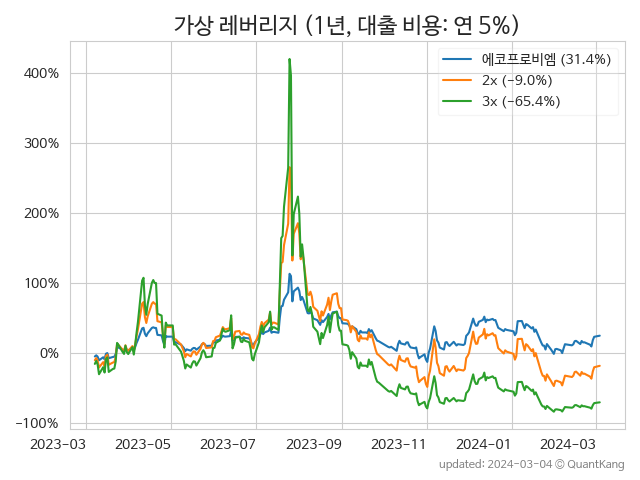 가상 레버리지 (1년, 대출 비용: 연 5%)
에코프로비엠 (31.4%)
2x (−9.0%)
3x (−65.4%)
400%
300%
200%
100%
0%
−100%
2023-03 2023-05 2023-07 2023-09 2023-11 2024-01 2024-03
updated: 2024-03-04 © QuantKang